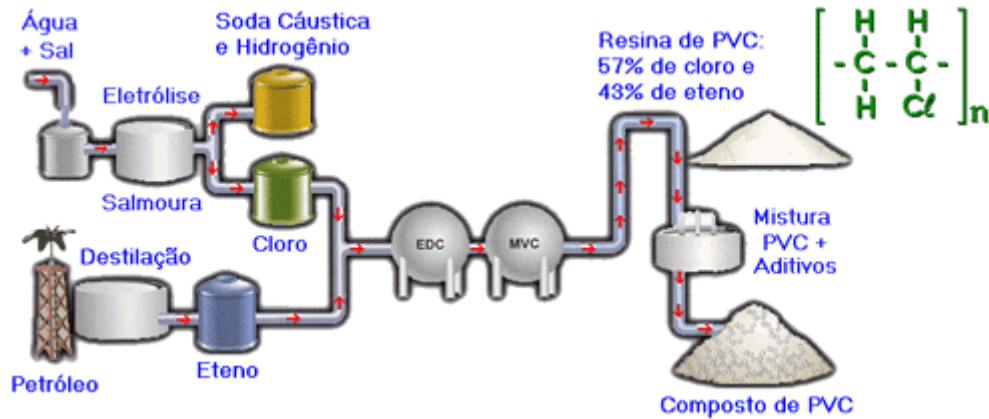 Água
+ Sal
Soda Cáustica
e Hidrogênio
Eletrólise
Salmoura
Cloro
Destilação
Petróleo
Eteno
EDC
MVC
Resina de PVC:
57% de cloro e
43% de eteno
H H
- C - C -
H Cl
n
Mistura
PVC +
Aditivos
Composto de PVC